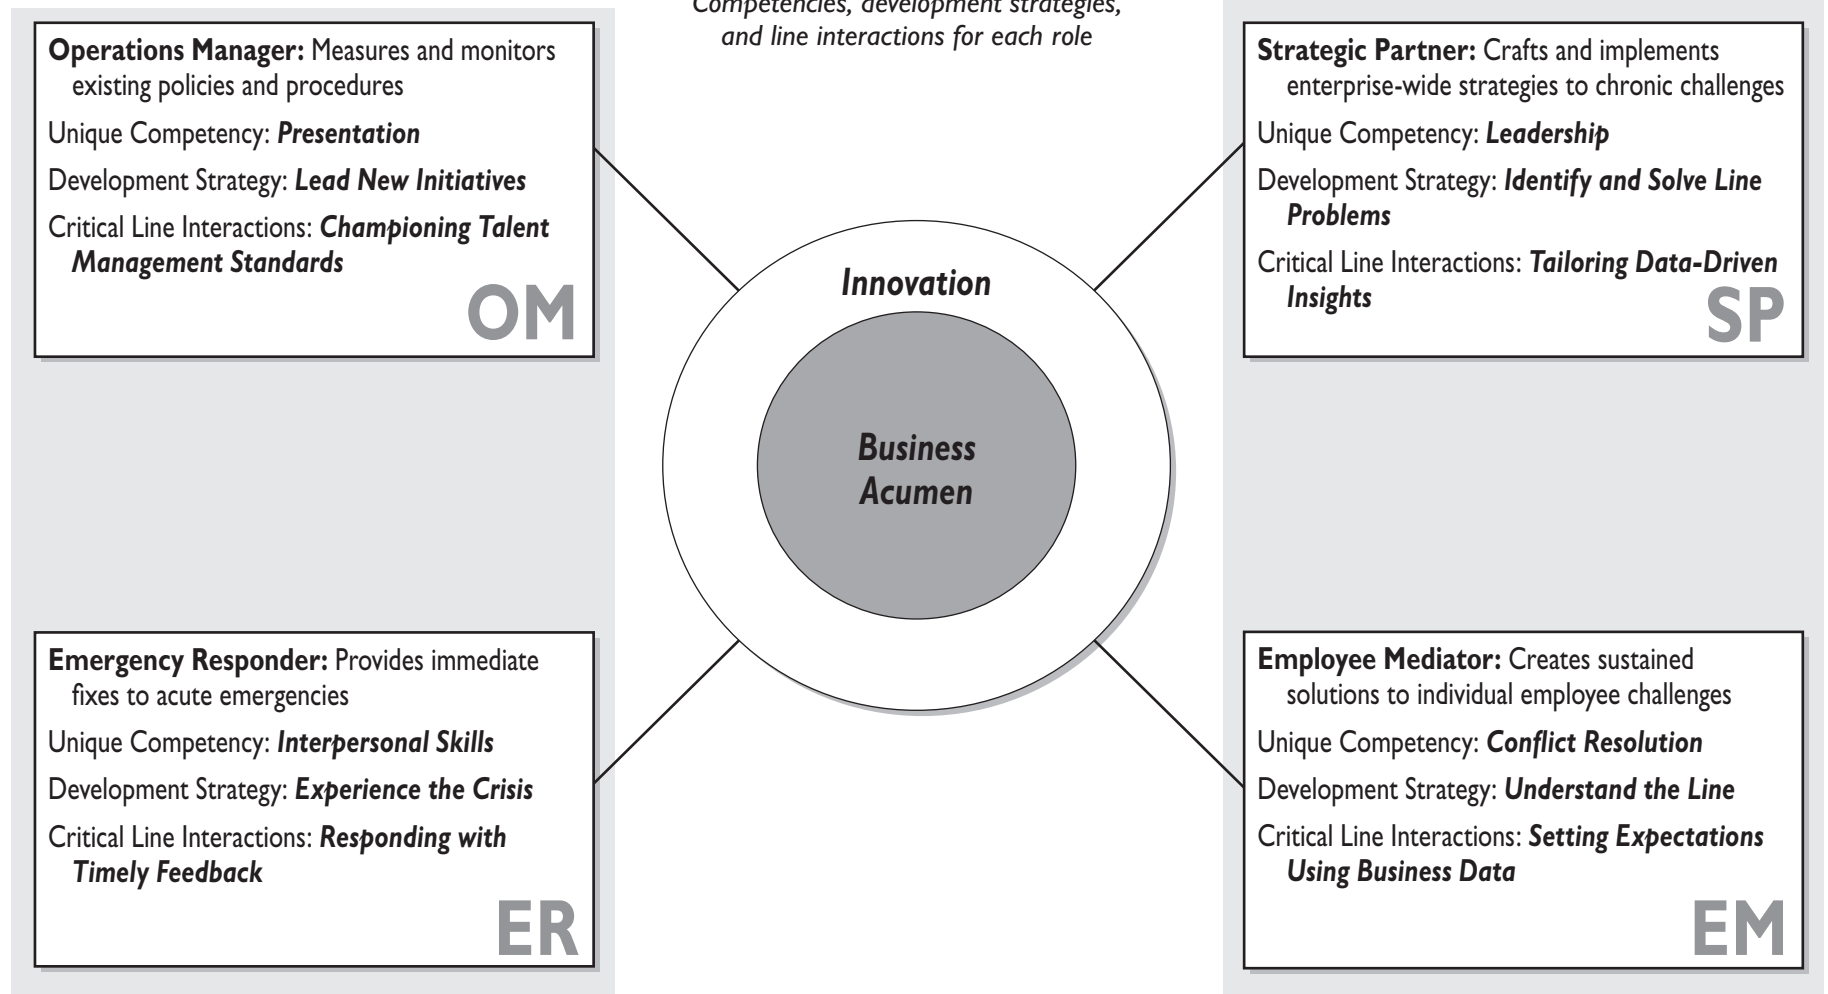 Competencies, development strategies,
and line interactions for each role
Operations Manager: Measures and monitors
existing policies and procedures
Unique Competency: Presentation
Development Strategy: Lead New Initiatives
Critical Line Interactions: Championing Talent
Management Standards
OM
Strategic Partner: Crafts and implements
enterprise-wide strategies to chronic challenges
Unique Competency: Leadership
Development Strategy: Identify and Solve Line
Problems
Critical Line Interactions: Tailoring Data-Driven
Insights
SP
Innovation
Business
Acumen
Emergency Responder: Provides immediate
fixes to acute emergencies
Unique Competency: Interpersonal Skills
Development Strategy: Experience the Crisis
Critical Line Interactions: Responding with
Timely Feedback
ER
Employee Mediator: Creates sustained
solutions to individual employee challenges
Unique Competency: Conflict Resolution
Development Strategy: Understand the Line
Critical Line Interactions: Setting Expectations
Using Business Data
EM